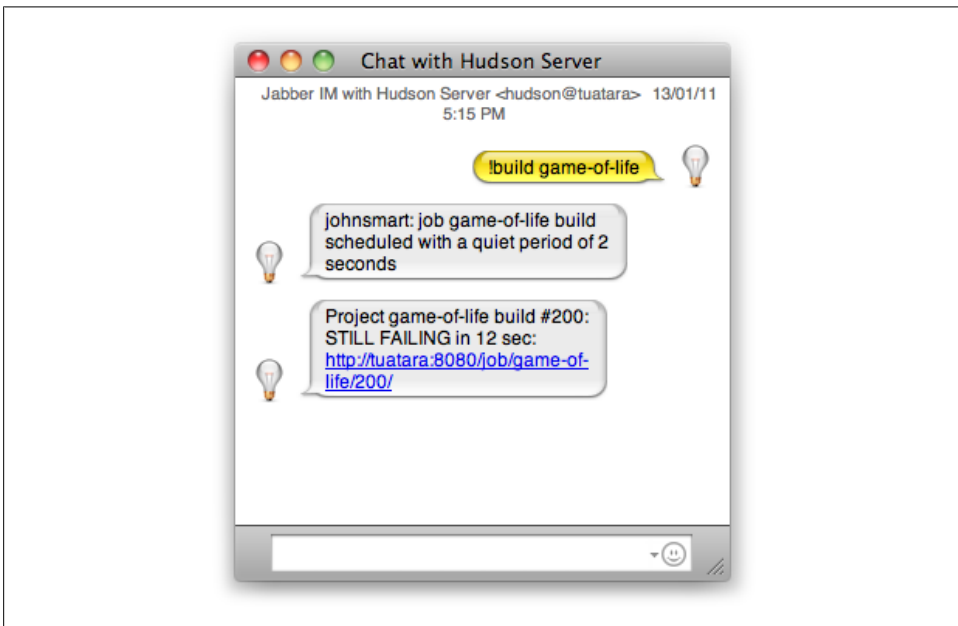 Chat with Hudson Server
Jabber IM with Hudson Server <hudson@tuatara> 13/01/11
5:15 PM
!build game-of-life
johnsmart: job game-of-life build
scheduled with a quiet period of 2
seconds
Project game-of-life build #200:
STILL FAILING in 12 sec:
http://tuatara:8080/job/game-of-
life/200/